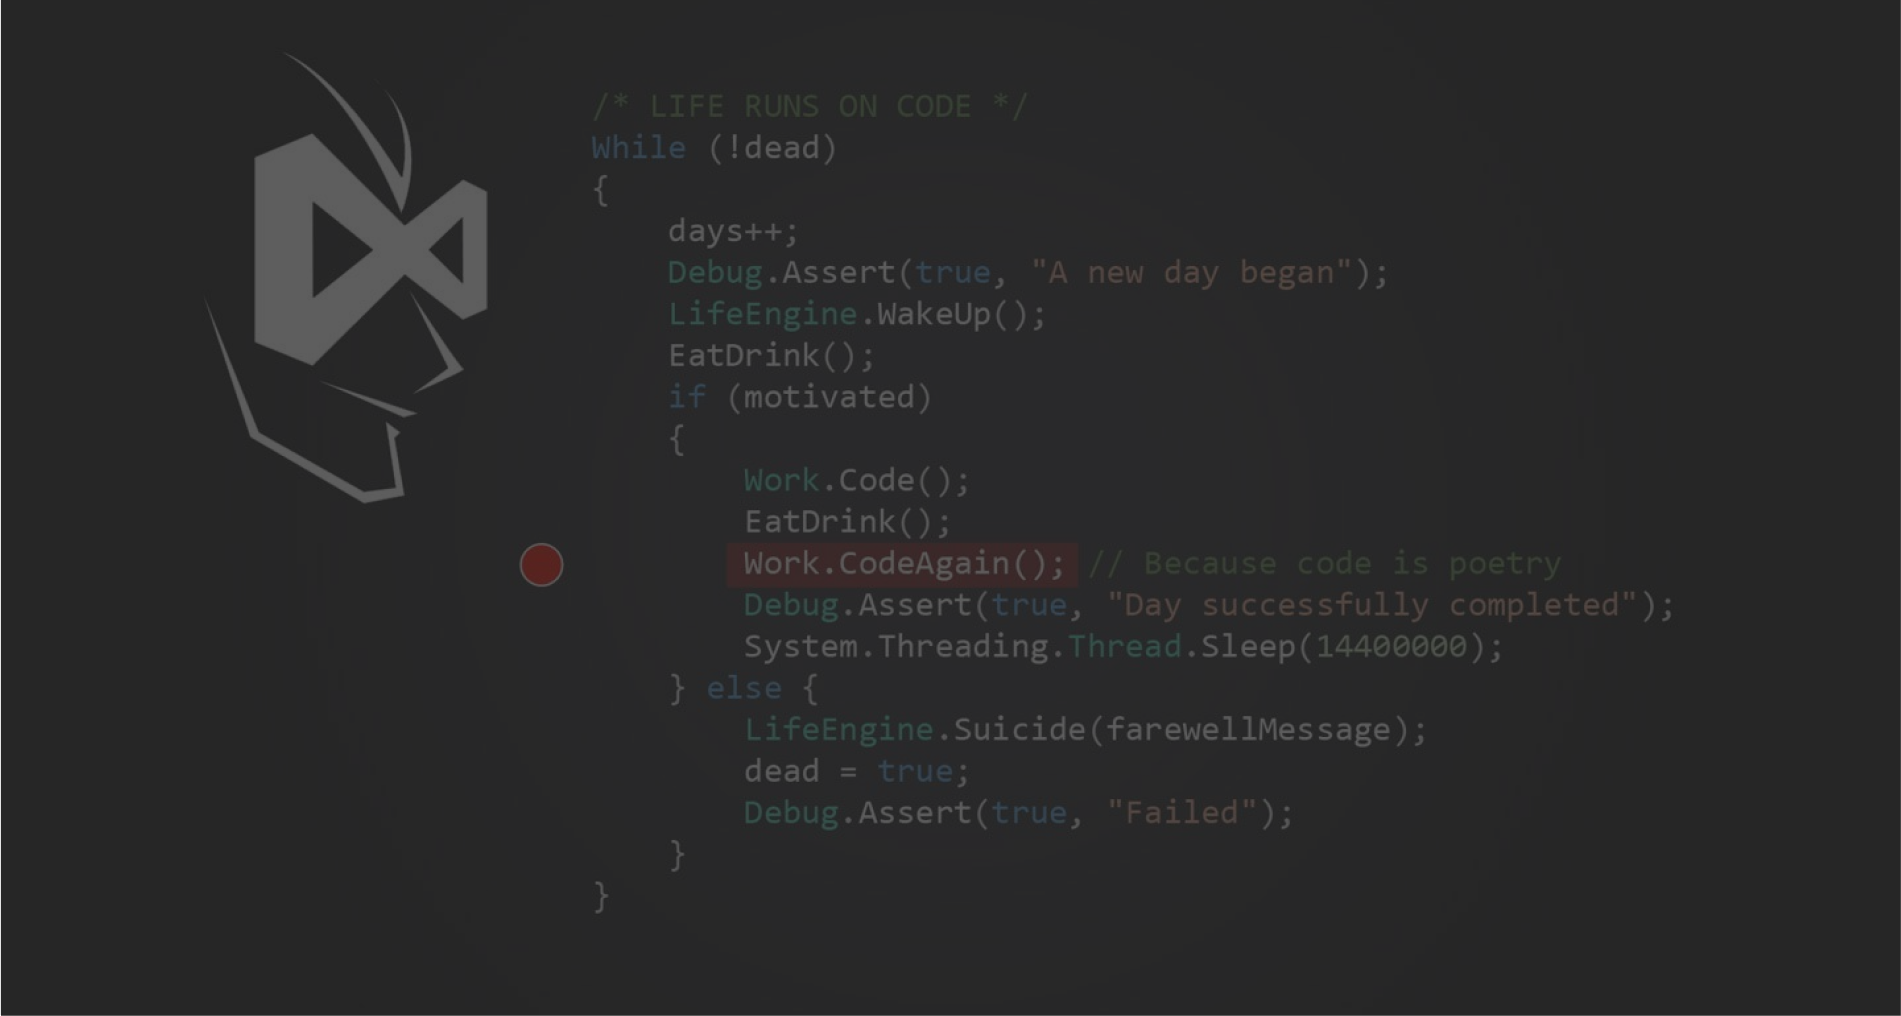 /* LIFE RUNS ON CODE */
While (!dead)
{
days++;
Debug.Assert(true, "A new day began");
LifeEngine.WakeUp();
EatDrink();
if (motivated)
{
Work.Code();
EatDrink();
Work.CodeAgain(); // Because code is poetry
Debug.Assert(true, "Day successfully completed");
System.Threading.Thread.Sleep(14400000);
} else {
LifeEngine.Suicide(farewellMessage);
dead = true;
Debug.Assert(true, "Failed");
}
}